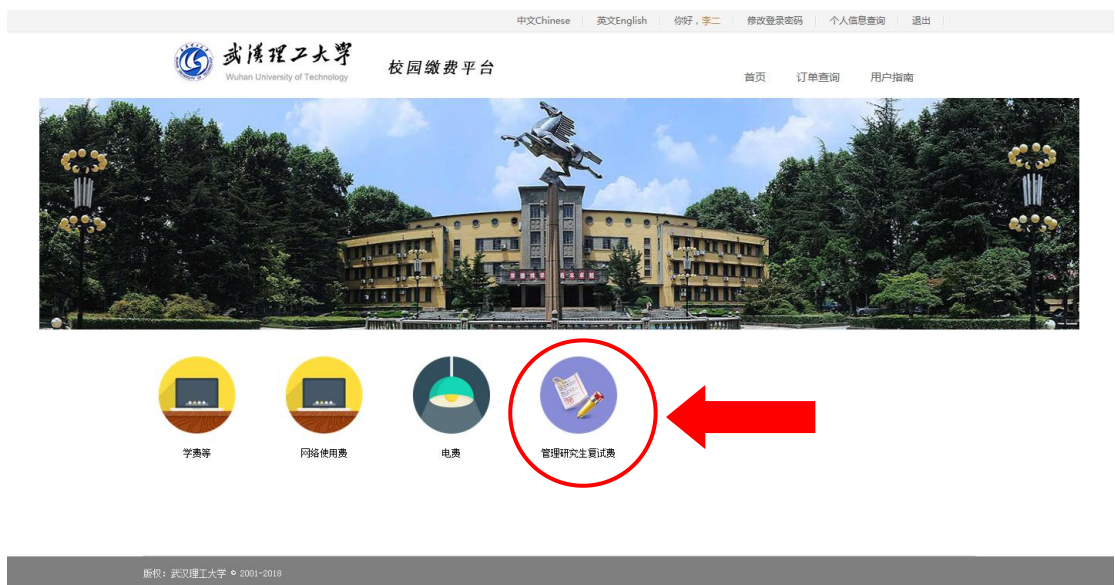 中文Chinese 英文English 你好，李二 修改登录密码 个人信息查询 退出
武汉理工大学 校园缴费平台
Wuhan University of Technology
首页 订单查询 用户指南
学费等 网络使用费 电费 管理研究生复试费
版权：武汉理工大学 © 2001-2018